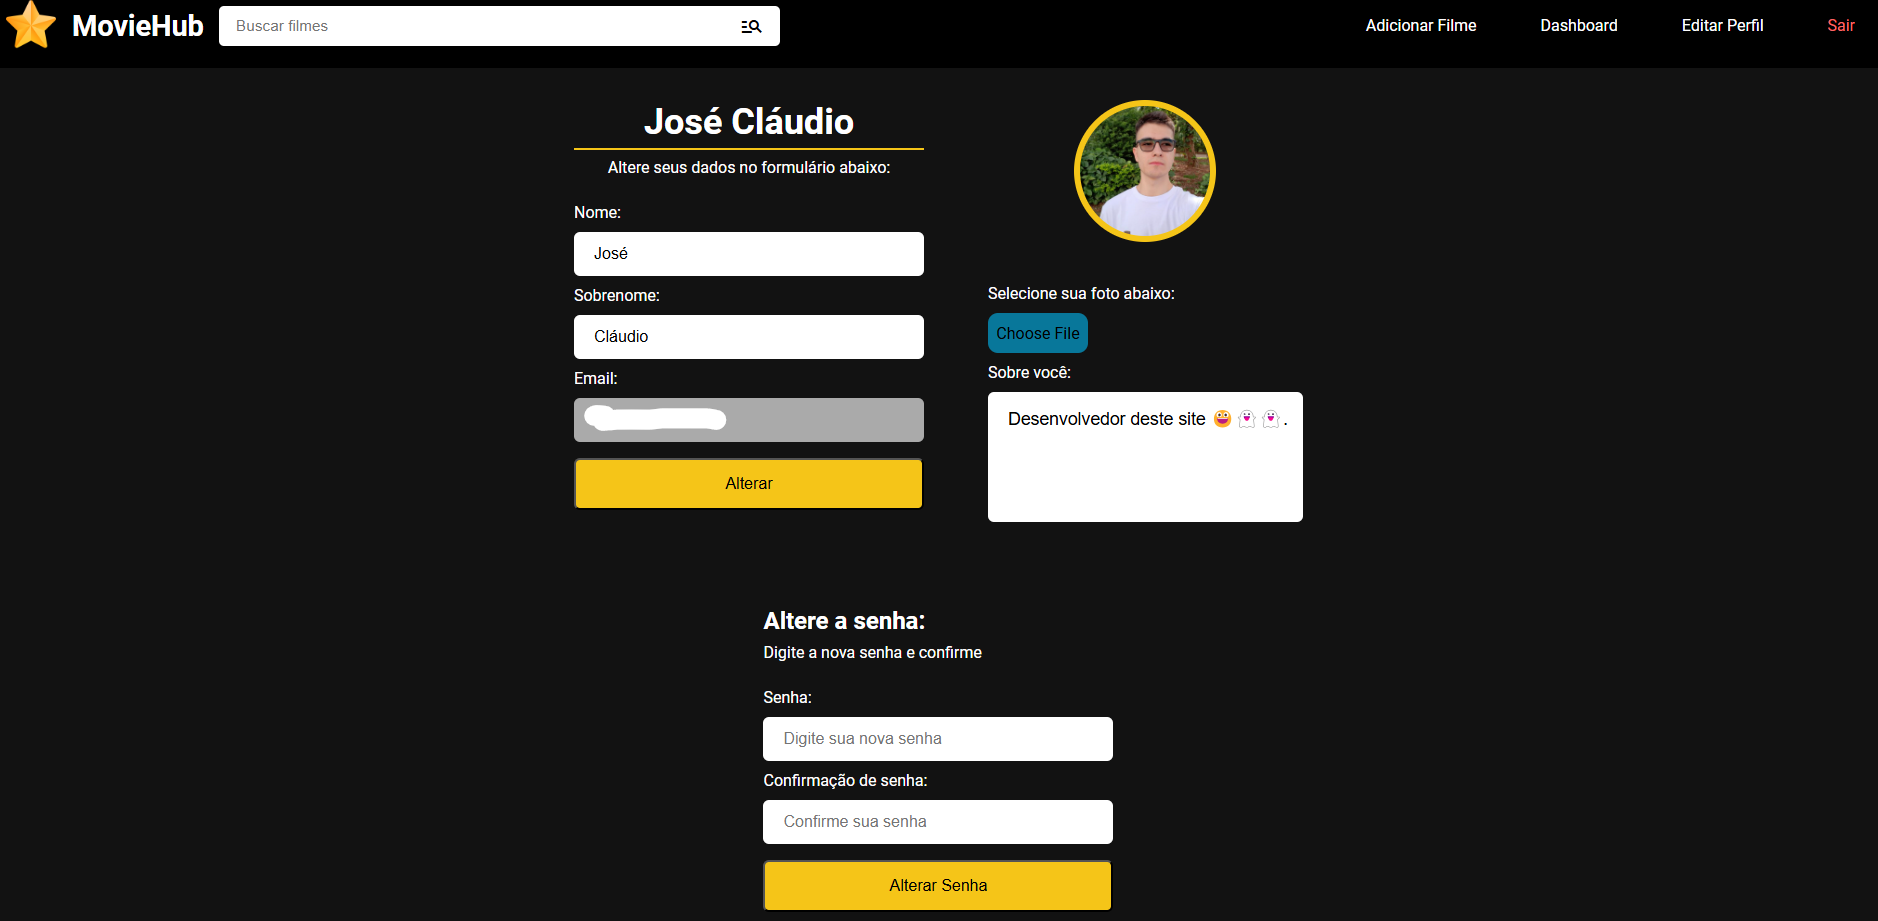 MovieHub
Buscar filmes
Adicionar Filme
Dashboard
Editar Perfil
Sair
José Cláudio
Altere seus dados no formulário abaixo:
Nome:
José
Sobrenome:
Cláudio
Email:
Alterar
Selecione sua foto abaixo:
Choose File
Sobre você:
Desenvolvedor deste site 😀👻👻.
Altere a senha:
Digite a nova senha e confirme
Senha:
Digite sua nova senha
Confirmação de senha:
Confirme sua senha
Alterar Senha